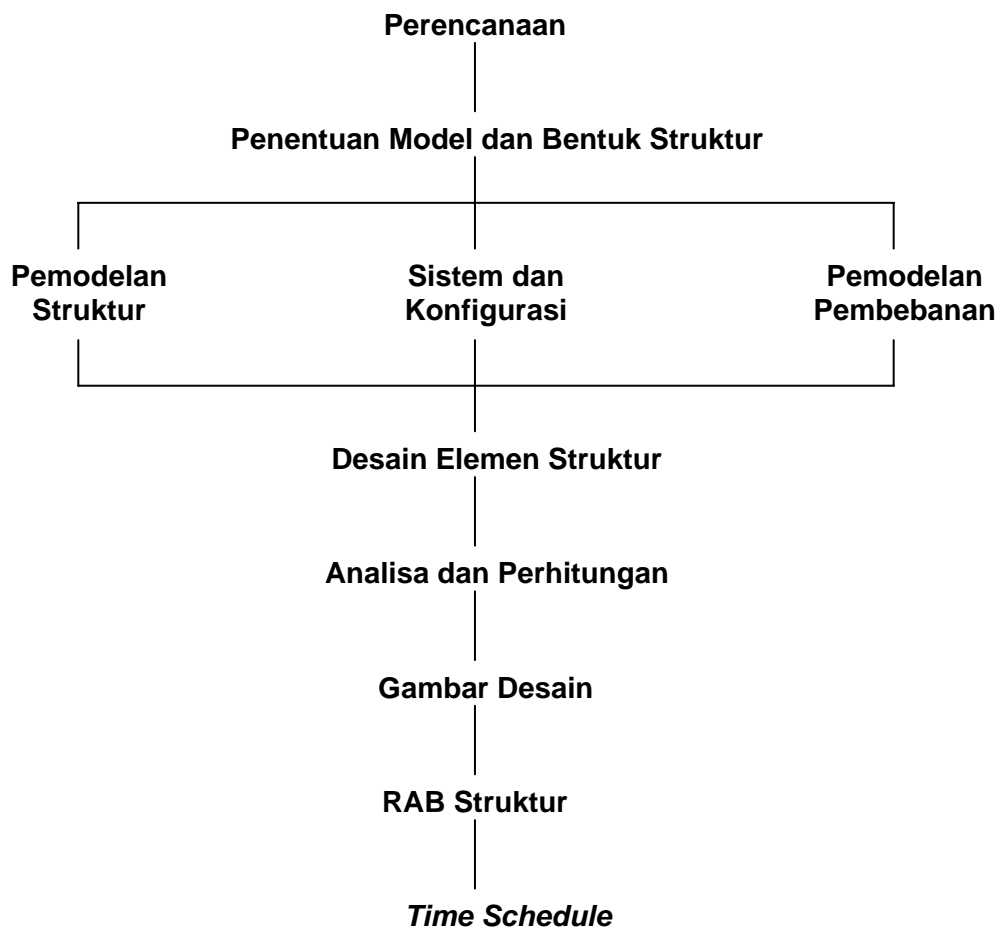 Perencanaan
Penentuan Model dan Bentuk Struktur
Pemodelan
Struktur
Sistem dan
Konfigurasi
Pemodelan
Pembebanan
Desain Elemen Struktur
Analisa dan Perhitungan
Gambar Desain
RAB Struktur
Time Schedule